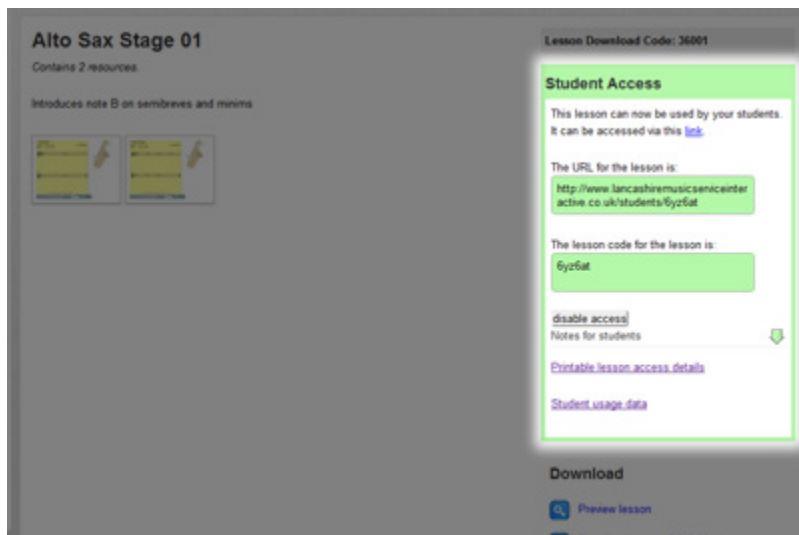 Alto Sax Stage 01
Contains 2 resources.
Introduces note B on semibreves and minims
Lesson Download Code: 36001
Student Access
This lesson can now be used by your students.
It can be accessed via this link.
The URL for the lesson is:
http://www.lancashiremusicserviceinter
active.co.uk/students/6yz6at
The lesson code for the lesson is:
6yz6at
disable access
Notes for students
Printable lesson access details
Student usage data
Download
Preview lesson